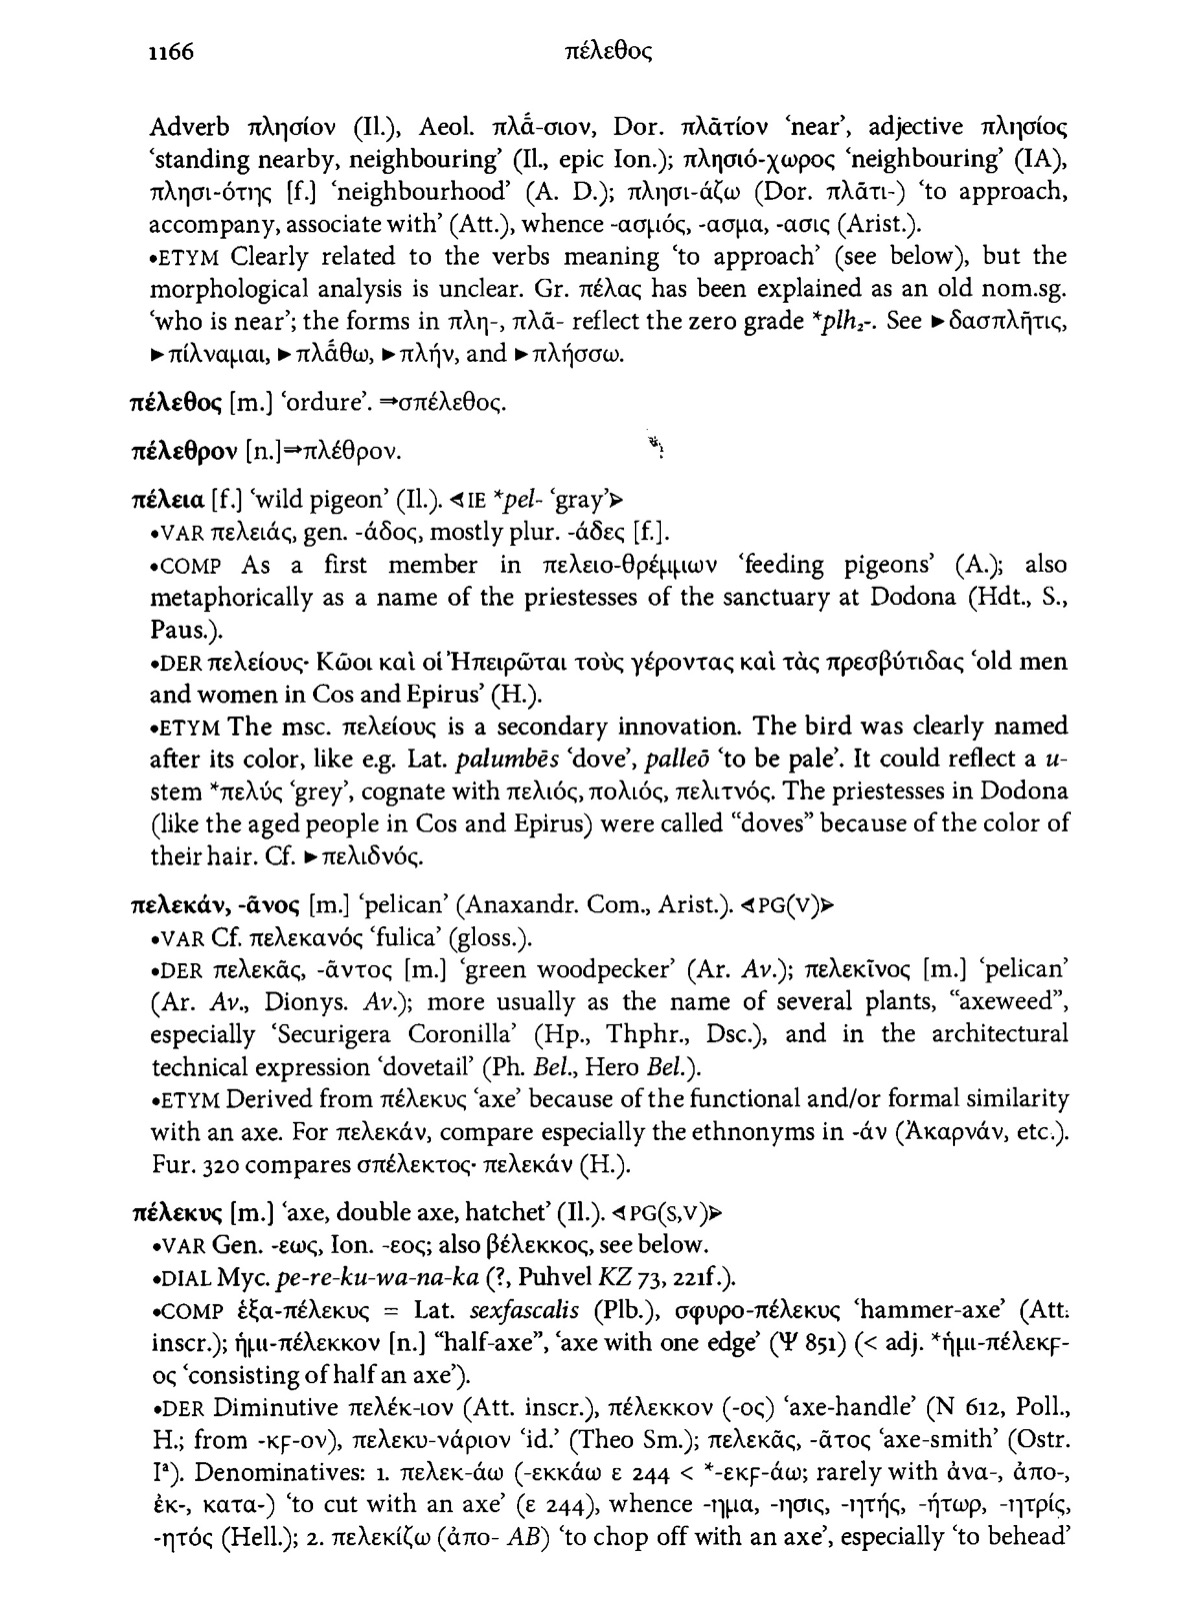 1166
πέλεθος
Adverb πλησίον (Il.), Aeol. πλᾱ́-σιον, Dor. πλᾱτίον ‘near’, adjective πλησίος
‘standing nearby, neighbouring’ (Il., epic Ion.); πλησιό-χωρος ‘neighbouring’ (IA),
πλησι-ότης [f.] ‘neighbourhood’ (A. D.); πλησι-άζω (Dor. πλᾱτι-) ‘to approach,
accompany, associate with’ (Att.), whence -ασμός, -ασμα, -ασις (Arist.).
•ETYM Clearly related to the verbs meaning ‘to approach’ (see below), but the
morphological analysis is unclear. Gr. πέλας has been explained as an old nom.sg.
‘who is near’; the forms in πλη-, πλᾱ- reflect the zero grade *plh₂-. See ►δασπλῆτις,
►πίλναμαι, ►πλᾱ́θω, ►πλήν, and ►πλήσσω.
πέλεθος [m.] ‘ordure’. ⇒σπέλεθος.
πέλεθρον [n.]⇒πλέθρον.
πέλεια [f.] ‘wild pigeon’ (Il.). ⊲IE *pel- ‘gray’⊳
•VAR πελειάς, gen. -άδος, mostly plur. -άδες [f.].
•COMP As a first member in πελειο-θρέμμων ‘feeding pigeons’ (A.); also
metaphorically as a name of the priestesses of the sanctuary at Dodona (Hdt., S.,
Paus.).
•DER πελείους· Κῶοι καὶ οἱ Ἠπειρῶται τοὺς γέροντας καὶ τὰς πρεσβύτιδας ‘old men
and women in Cos and Epirus’ (H.).
•ETYM The msc. πελείους is a secondary innovation. The bird was clearly named
after its color, like e.g. Lat. palumbēs ‘dove’, palleō ‘to be pale’. It could reflect a u-
stem *πελύς ‘grey’, cognate with πελιός, πολιός, πελιτνός. The priestesses in Dodona
(like the aged people in Cos and Epirus) were called “doves” because of the color of
their hair. Cf. ►πελιδνός.
πελεκάν, -ᾶνος [m.] ‘pelican’ (Anaxandr. Com., Arist.). ⊲PG(V)⊳
•VAR Cf. πελεκανός ‘fulica’ (gloss.).
•DER πελεκᾶς, -ᾶντος [m.] ‘green woodpecker’ (Ar. Av.); πελεκῖνος [m.] ‘pelican’
(Ar. Av., Dionys. Av.); more usually as the name of several plants, “axeweed”,
especially ‘Securigera Coronilla’ (Hp., Thphr., Dsc.), and in the architectural
technical expression ‘dovetail’ (Ph. Bel., Hero Bel.).
•ETYM Derived from πέλεκυς ‘axe’ because of the functional and/or formal similarity
with an axe. For πελεκάν, compare especially the ethnonyms in -άν (Ἀκαρνάν, etc.).
Fur. 320 compares σπέλεκτος· πελεκάν (H.).
πέλεκυς [m.] ‘axe, double axe, hatchet’ (Il.). ⊲PG(S,V)⊳
•VAR Gen. -εως, Ion. -εος; also βέλεκκος, see below.
•DIAL Myc. pe-re-ku-wa-na-ka (?, Puhvel KZ 73, 221f.).
•COMP ἑξα-πέλεκυς = Lat. sexfascalis (Plb.), σφυρο-πέλεκυς ‘hammer-axe’ (Att.
inscr.); ἡμι-πέλεκκον [n.] “half-axe”, ‘axe with one edge’ (Ψ 851) (< adj. *ἡμι-πέλεκϝ-
ος ‘consisting of half an axe’).
•DER Diminutive πελέκ-ιον (Att. inscr.), πέλεκκον (-ος) ‘axe-handle’ (N 612, Poll.,
H.; from -κϝ-ον), πελεκυ-νάριον ‘id.’ (Theo Sm.); πελεκᾶς, -ᾶτος ‘axe-smith’ (Ostr.
Iª). Denominatives: 1. πελεκ-άω (-εκκάω ε 244 < *-εκϝ-άω; rarely with ἀνα-, ἀπο-,
ἐκ-, κατα-) ‘to cut with an axe’ (ε 244), whence -ημα, -ησις, -ητής, -ήτωρ, -ητρίς,
-ητός (Hell.); 2. πελεκίζω (ἀπο- AB) ‘to chop off with an axe’, especially ‘to behead’